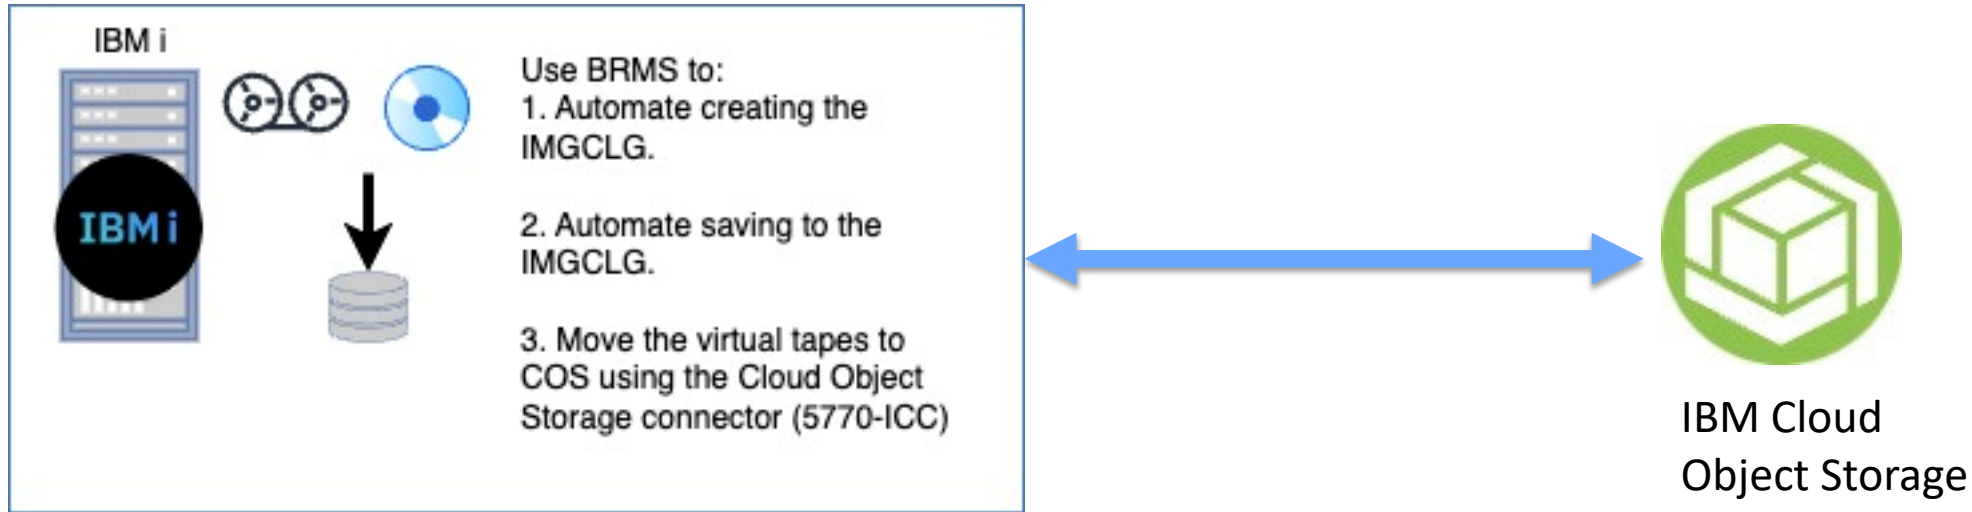 IBM i
IBM i
Use BRMS to:
1. Automate creating the
IMGCLG.
2. Automate saving to the
IMGCLG.
3. Move the virtual tapes to
COS using the Cloud Object
Storage connector (5770-ICC)
IBM Cloud
Object Storage